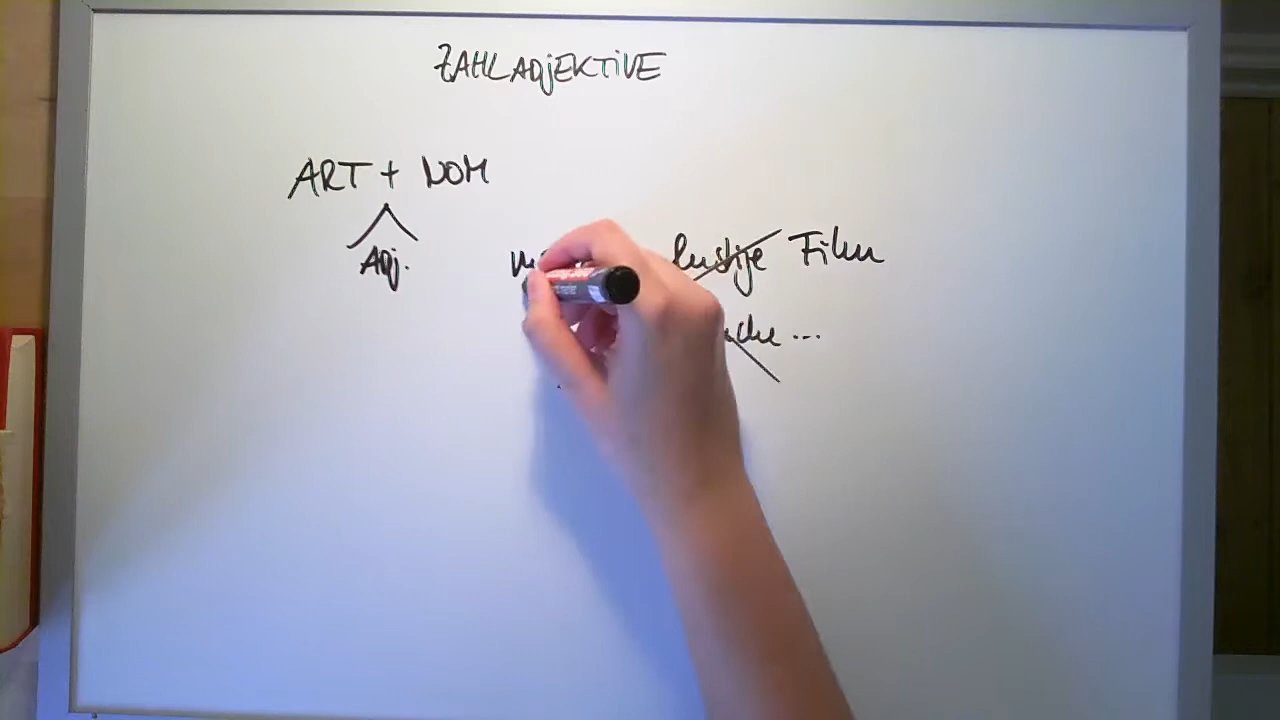 ZAHLADJEKTIVE
ART + NOM
Adj.
lustige Film
...